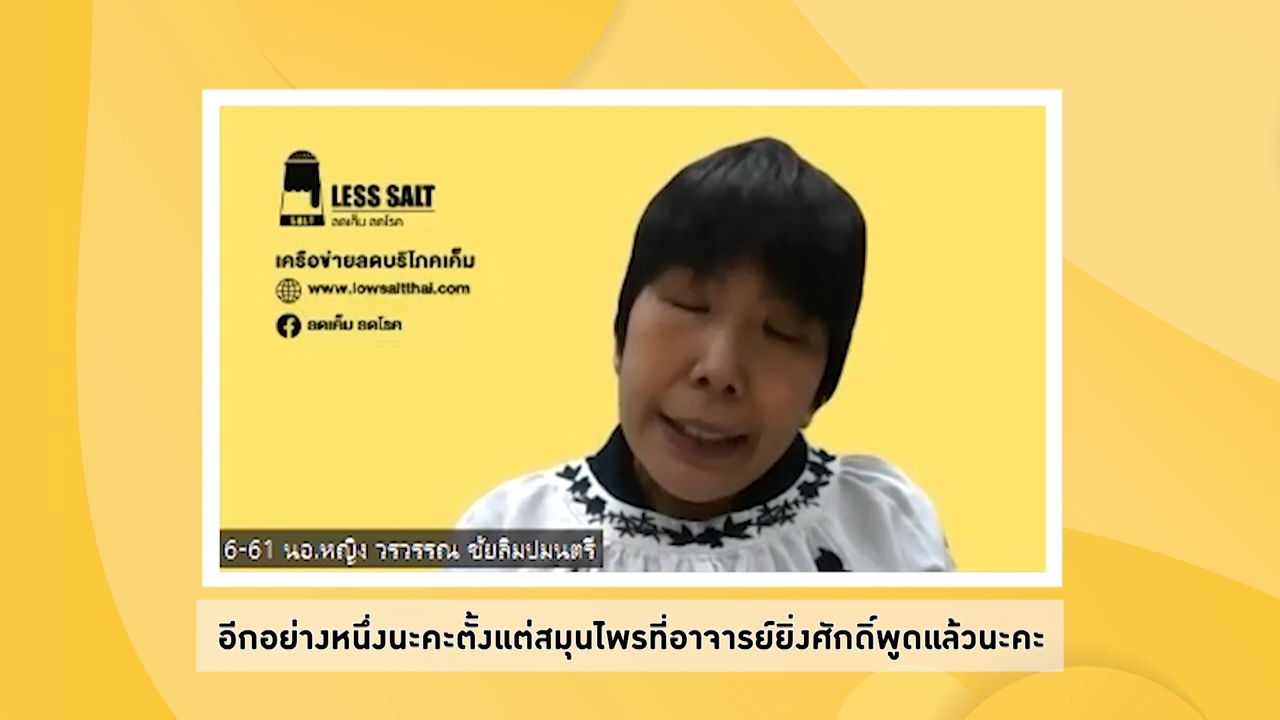 LESS SALT
ลดเค็ม ลดโรค
SALT
เครือข่ายลดบริโภคเค็ม
www.lowsaltthai.com
ลดเค็ม ลดโรค
6-61 นอ.หญิง วรวรรณ ชัยลิมปมนตรี
อีกอย่างหนึ่งนะคะตั้งแต่สมุนไพรที่อาจารย์ยิ่งศักดิ์พูดแล้วนะคะ